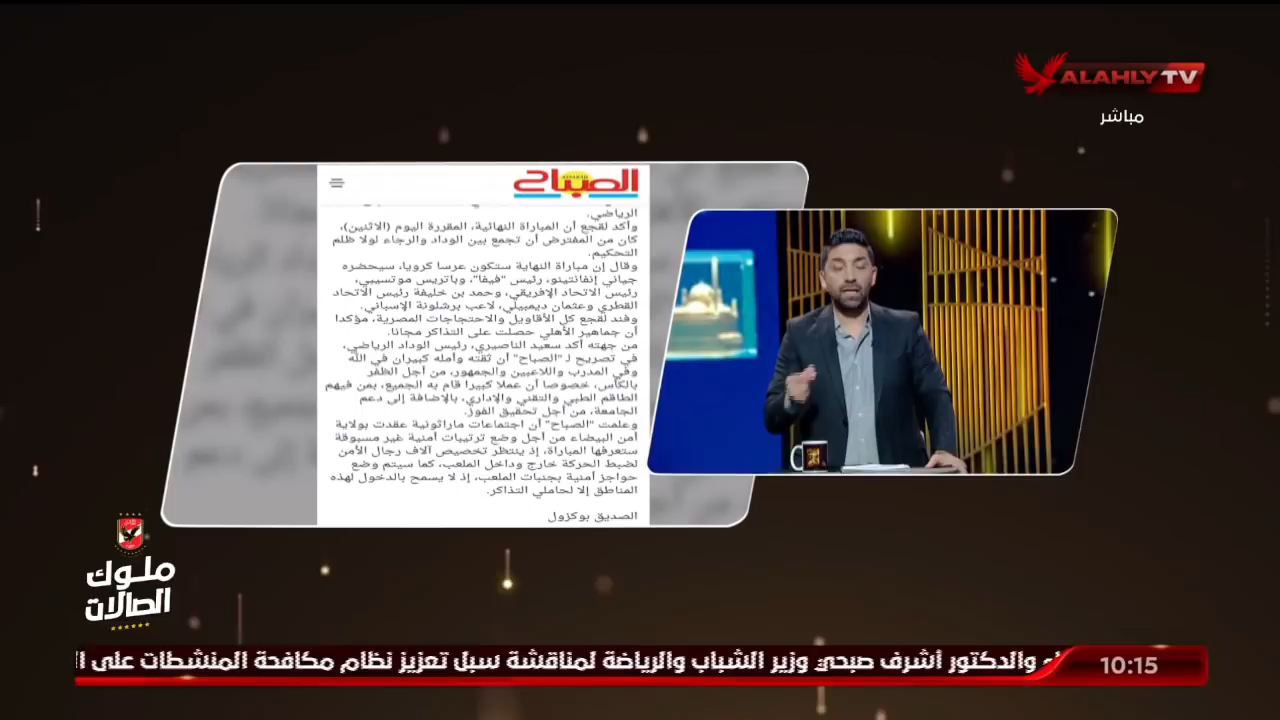 ALAHLY TV
مباشر
الصباح
ASSABAH
الرياضي.
وأكد لقجع أن المباراة النهائية، المقررة اليوم (الاثنين)،
كان من المفترض أن تجمع بين الوداد والرجاء لولا ظلم
التحكيم.
وقال إن مباراة النهاية ستكون عرسا كرويا، سيحضره
جياني إنفانتينو، رئيس "فيفا"، وباتريس موتسيبي،
رئيس الاتحاد الإفريقي، وحمد بن خليفة رئيس الاتحاد
القطري وعثمان ديمبيلي، لاعب برشلونة الإسباني،
وفند لقجع كل الأقاويل والاحتجاجات المصرية، مؤكدا
أن جماهير الأهلي حصلت على التذاكر مجانا.
من جهته أكد سعيد الناصيري، رئيس الوداد الرياضي،
في تصريح لـ "الصباح" أن ثقته وأمله كبيران في الله
وفي المدرب واللاعبين والجمهور، من أجل الظفر
بالكأس، خصوصا أن عملا كبيرا قام به الجميع، بمن فيهم
الطاقم الطبي والتقني والإداري، بالإضافة إلى دعم
الجامعة، من أجل تحقيق الفوز.
وعلمت "الصباح" أن اجتماعات ماراثونية عقدت بولاية
أمن البيضاء من أجل وضع ترتيبات أمنية غير مسبوقة
ستعرفها المباراة، إذ ينتظر تخصيص آلاف رجال الأمن
لضبط الحركة خارج وداخل الملعب، كما سيتم وضع
حواجز أمنية بجنبات الملعب، إذ لا يسمح بالدخول لهذه
المناطق إلا لحاملي التذاكر.
الصديق بوكزول
ملوك
الصالات
والدكتور أشرف صبحي وزير الشباب والرياضة لمناقشة سبل تعزيز نظام مكافحة المنشطات على
10:15